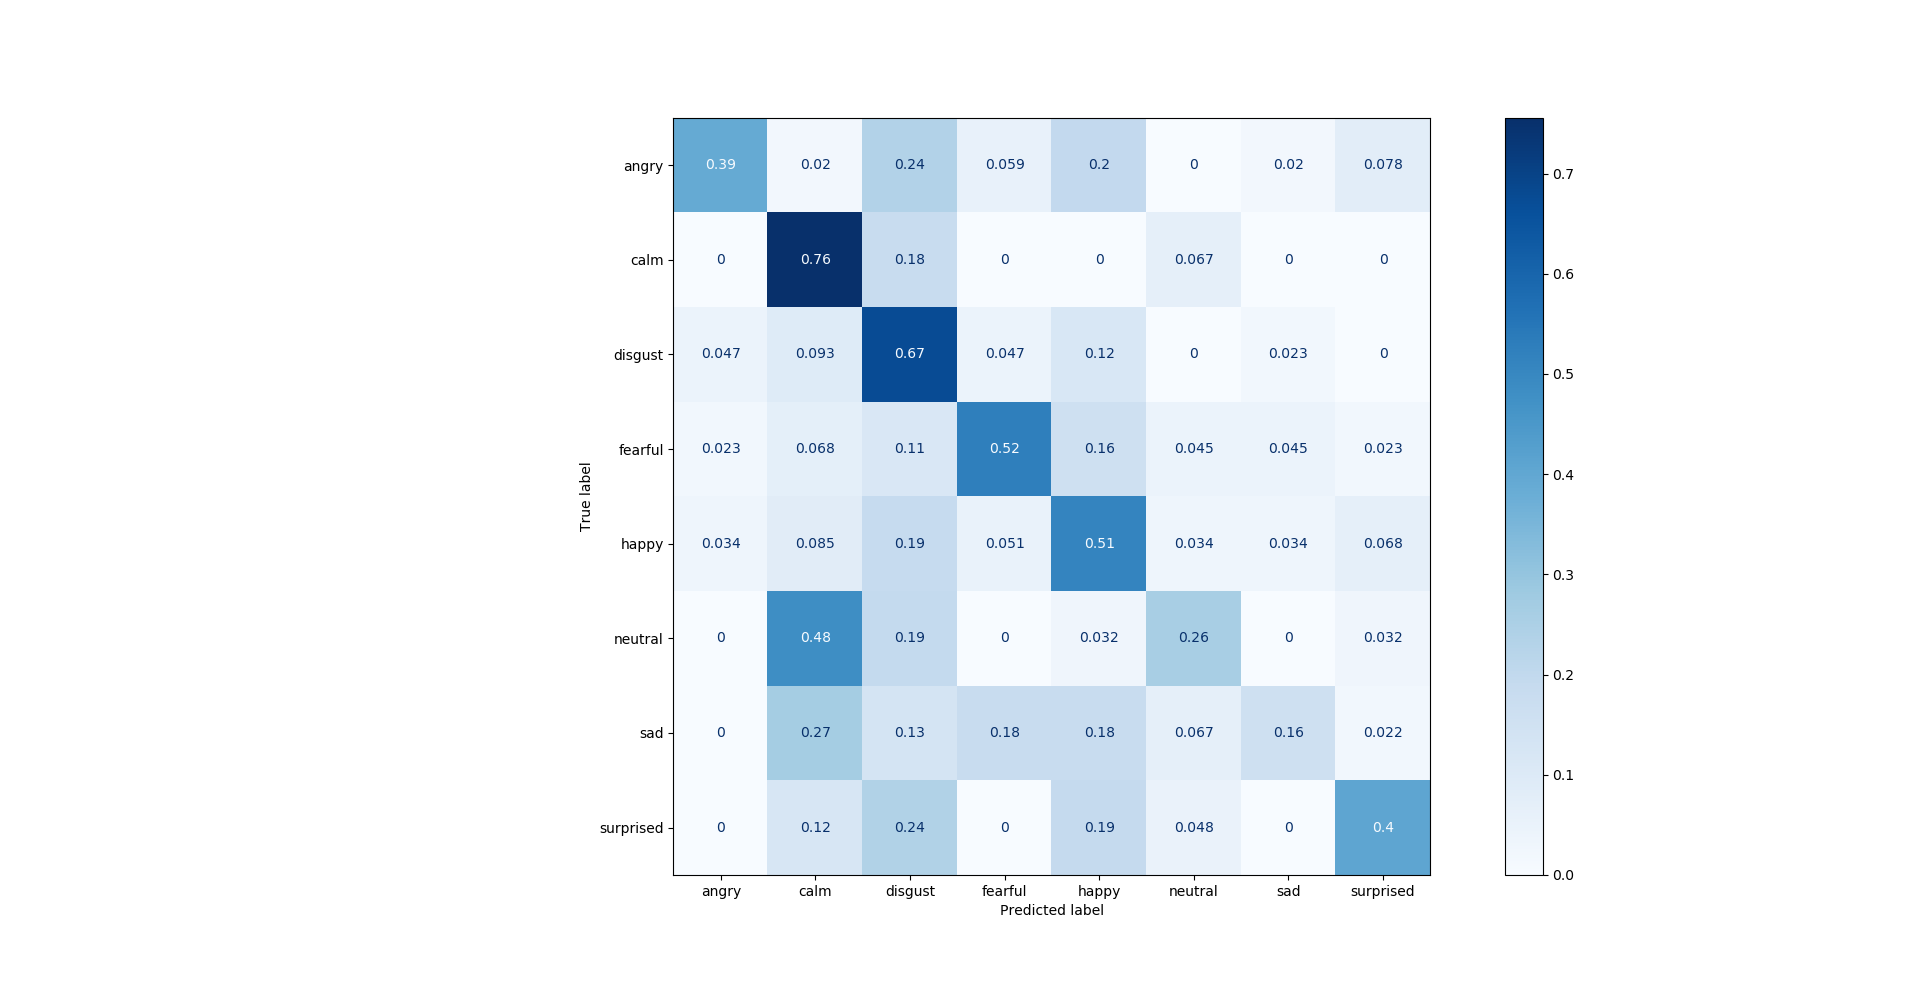 angry 0.39 0.02 0.24 0.059 0.2 0 0.02 0.078
calm 0 0.76 0.18 0 0 0.067 0 0
disgust 0.047 0.093 0.67 0.047 0.12 0 0.023 0
fearful 0.023 0.068 0.11 0.52 0.16 0.045 0.045 0.023
happy 0.034 0.085 0.19 0.051 0.51 0.034 0.034 0.068
neutral 0 0.48 0.19 0 0.032 0.26 0 0.032
sad 0 0.27 0.13 0.18 0.18 0.067 0.16 0.022
surprised 0 0.12 0.24 0 0.19 0.048 0 0.4
angry calm disgust fearful happy neutral sad surprised
Predicted label
True label
0.7
0.6
0.5
0.4
0.3
0.2
0.1
0.0